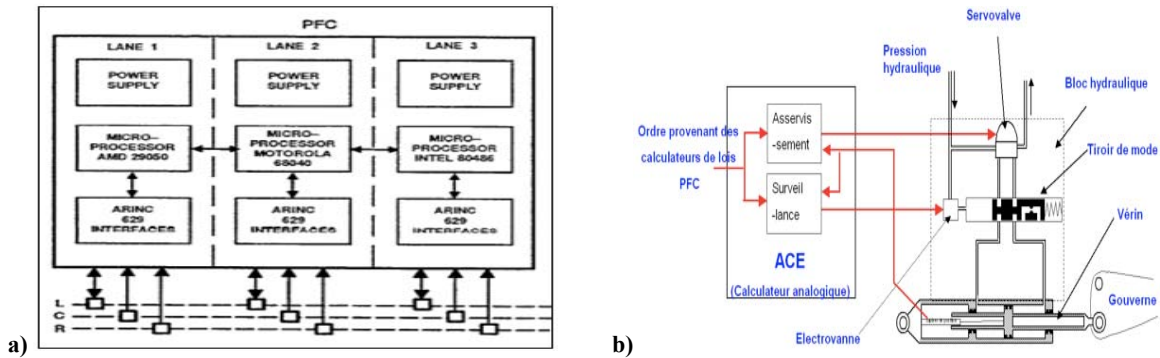 PFC
LANE 1
LANE 2
LANE 3
POWER
SUPPLY
POWER
SUPPLY
POWER
SUPPLY
MICRO-
PROCESSOR
AMD 29050
MICRO-
PROCESSOR
MOTOROLA
68040
MICRO-
PROCESSOR
INTEL 80486
ARINC
629
INTERFACES
ARINC
629
INTERFACES
ARINC
629
INTERFACES
L
C
R
a)
Servovalve
Pression
hydraulique
Bloc hydraulique
Ordre provenant des
calculateurs de lois
PFC
Asservis
-sement
Surveil
-lance
Tiroir de mode
ACE
(Calculateur analogique)
Vérin
Gouverne
Electrovanne
b)